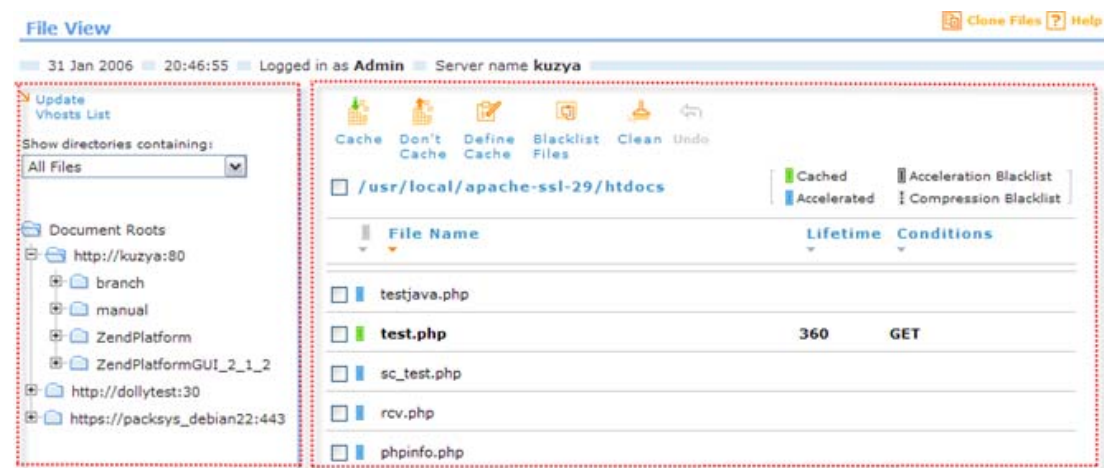 File View
Clone Files ? Help
31 Jan 2006 20:46:55 Logged in as Admin Server name kuzya
Update
Vhosts List
Show directories containing:
All Files
Document Roots
http://kuzya:80
branch
manual
ZendPlatform
ZendPlatformGUI_2_1_2
http://dollytest:30
https://packsys_debian22:443
Cache Don't Cache Define Cache Blacklist Files Clean Undo
/usr/local/apache-ssl-29/htdocs
Cached Acceleration Blacklist
Accelerated Compression Blacklist
File Name Lifetime Conditions
testjava.php
test.php 360 GET
sc_test.php
rcv.php
phpinfo.php